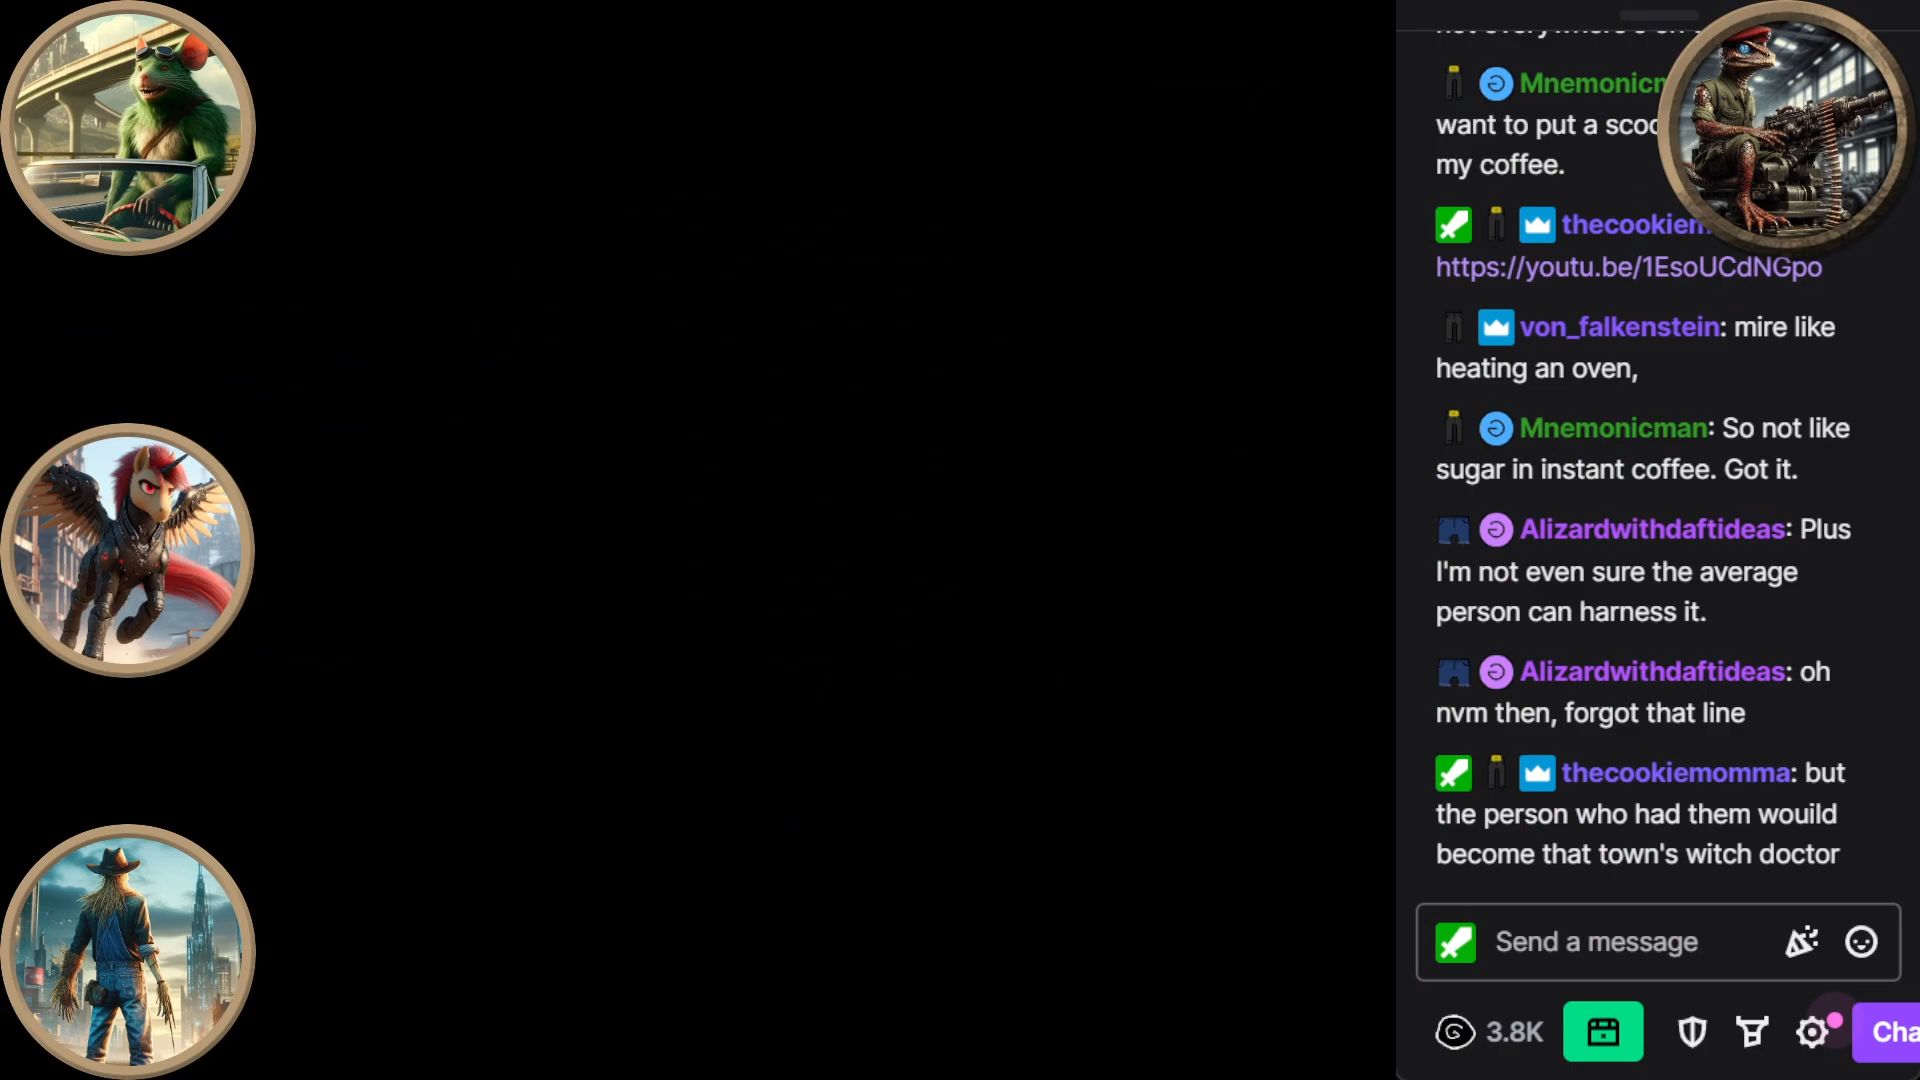 Mnemonicm
want to put a scoo
my coffee.
thecookiem
https://youtu.be/1EsoUCdNGpo
von_falkenstein: mire like
heating an oven,
Mnemonicman: So not like
sugar in instant coffee. Got it.
Alizardwithdaftideas: Plus
I'm not even sure the average
person can harness it.
Alizardwithdaftideas: oh
nvm then, forgot that line
thecookiemomma: but
the person who had them wouild
become that town's witch doctor
Send a message
3.8K
Cha